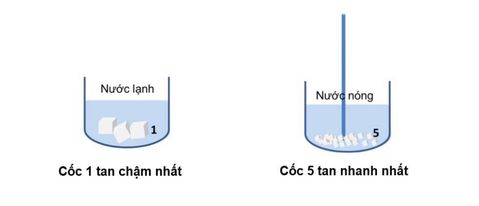 Nước lạnh
1
Cốc 1 tan chậm nhất
Nước nóng
5
Cốc 5 tan nhanh nhất